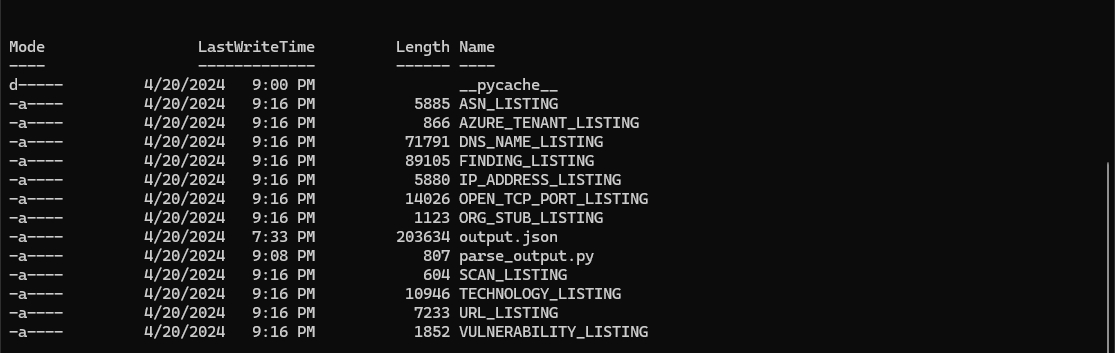 Mode                 LastWriteTime         Length Name
----                 -------------         ------ ----
d-----         4/20/2024   9:00 PM                __pycache__
-a----         4/20/2024   9:16 PM           5885 ASN_LISTING
-a----         4/20/2024   9:16 PM            866 AZURE_TENANT_LISTING
-a----         4/20/2024   9:16 PM          71791 DNS_NAME_LISTING
-a----         4/20/2024   9:16 PM          89105 FINDING_LISTING
-a----         4/20/2024   9:16 PM           5880 IP_ADDRESS_LISTING
-a----         4/20/2024   9:16 PM          14026 OPEN_TCP_PORT_LISTING
-a----         4/20/2024   9:16 PM           1123 ORG_STUB_LISTING
-a----         4/20/2024   7:33 PM         203634 output.json
-a----         4/20/2024   9:08 PM            807 parse_output.py
-a----         4/20/2024   9:16 PM            604 SCAN_LISTING
-a----         4/20/2024   9:16 PM          10946 TECHNOLOGY_LISTING
-a----         4/20/2024   9:16 PM           7233 URL_LISTING
-a----         4/20/2024   9:16 PM           1852 VULNERABILITY_LISTING